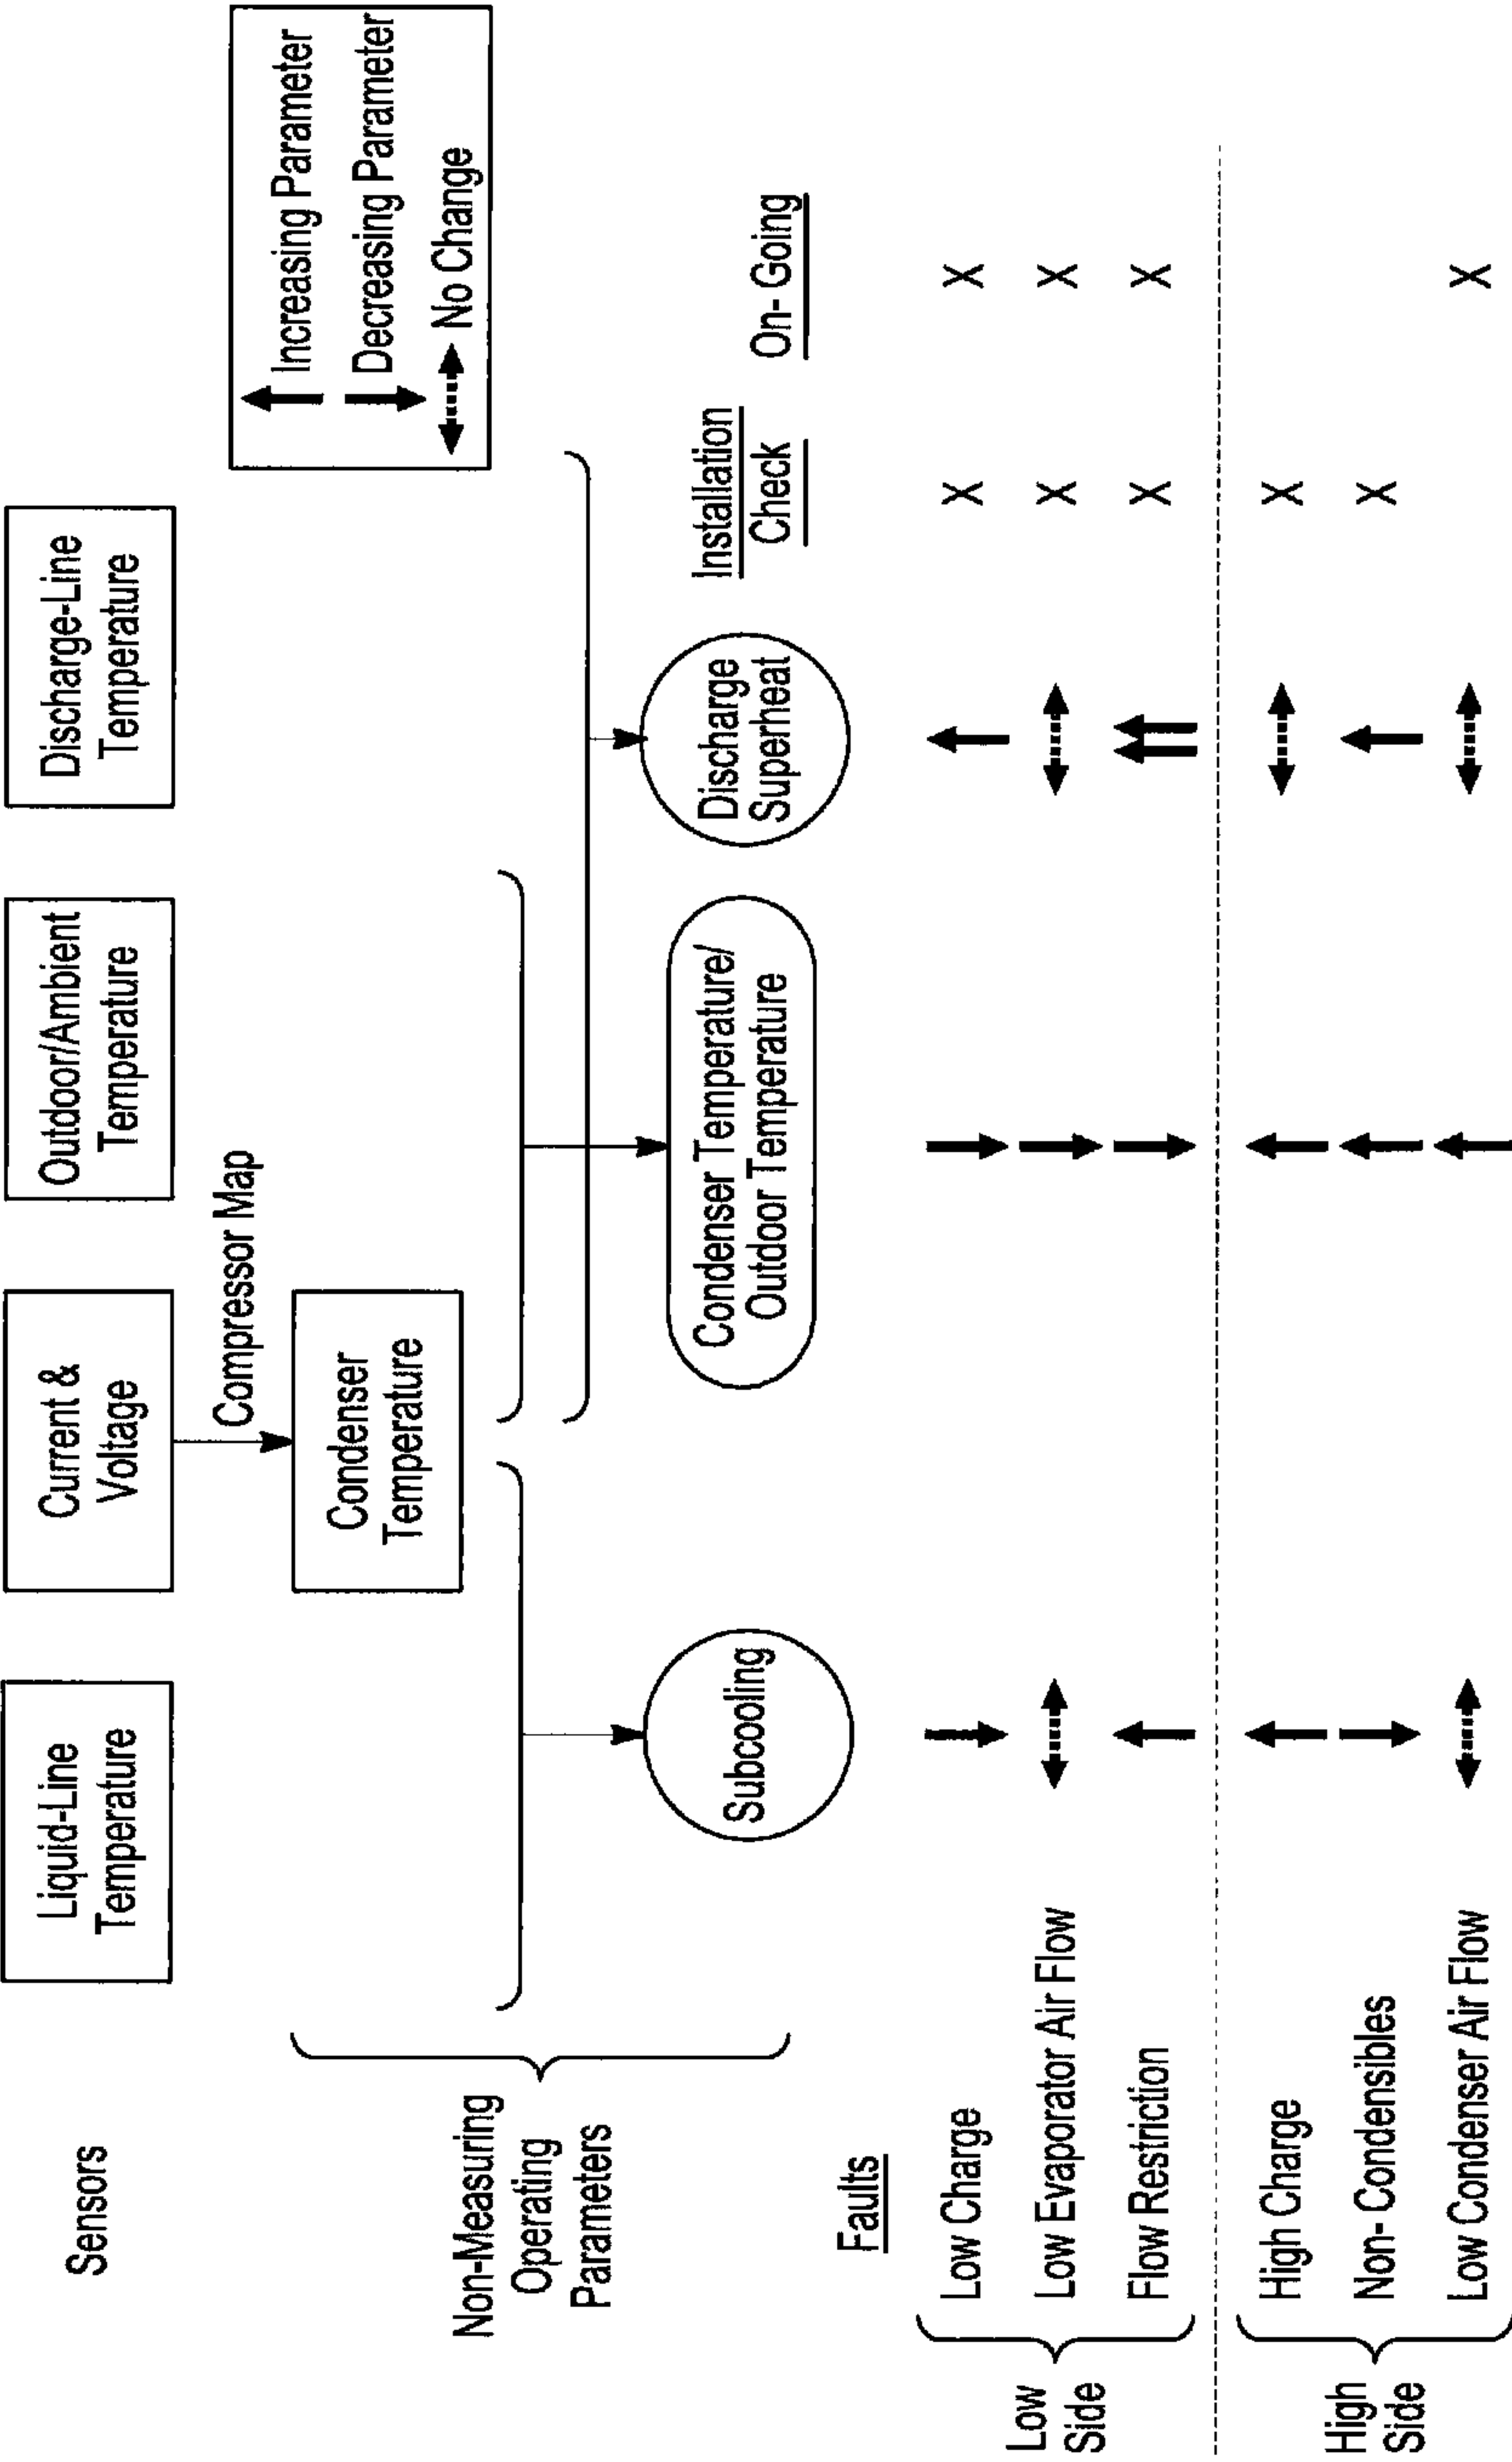 Sensors
Liquid-Line
Temperature
Current &
Voltage
Outdoor/Ambient
Temperature
Discharge-Line
Temperature
Compressor Map
Condenser
Temperature
Increasing Parameter
Decreasing Parameter
No Change
Non-Measuring
Operating
Parameters
Subcooling
Condenser Temperature/
Outdoor Temperature
Discharge
Superheat
Installation
Check
On- Going
Faults
Low
Side
Low Charge X X
Low Evaporator Air Flow X X
Flow Restriction X X
High
Side
High Charge X
Non- Condensibles X
Low Condenser Air Flow X